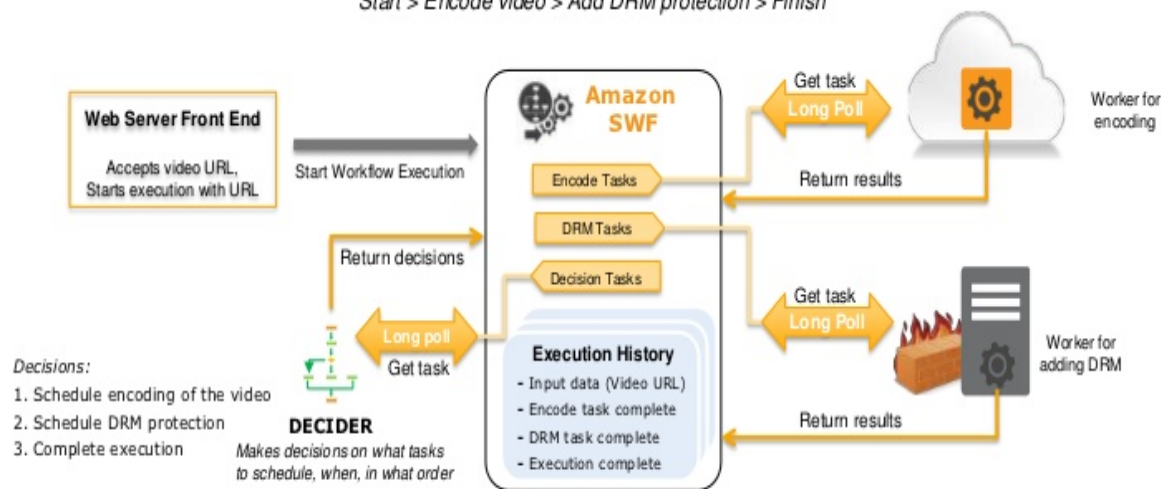 Start > Encode video > Add DRM protection > Finish
Web Server Front End
Accepts video URL,
Starts execution with URL
Start Workflow Execution
Amazon
SWF
Encode Tasks
DRM Tasks
Decision Tasks
Execution History
- Input data (Video URL)
- Encode task complete
- DRM task complete
- Execution complete
Get task
Long Poll
Worker for
encoding
Return results
Get task
Long Poll
Worker for
adding DRM
Return results
Return decisions
Long poll
Get task
DECIDER
Makes decisions on what tasks
to schedule, when, in what order
Decisions:
1. Schedule encoding of the video
2. Schedule DRM protection
3. Complete execution